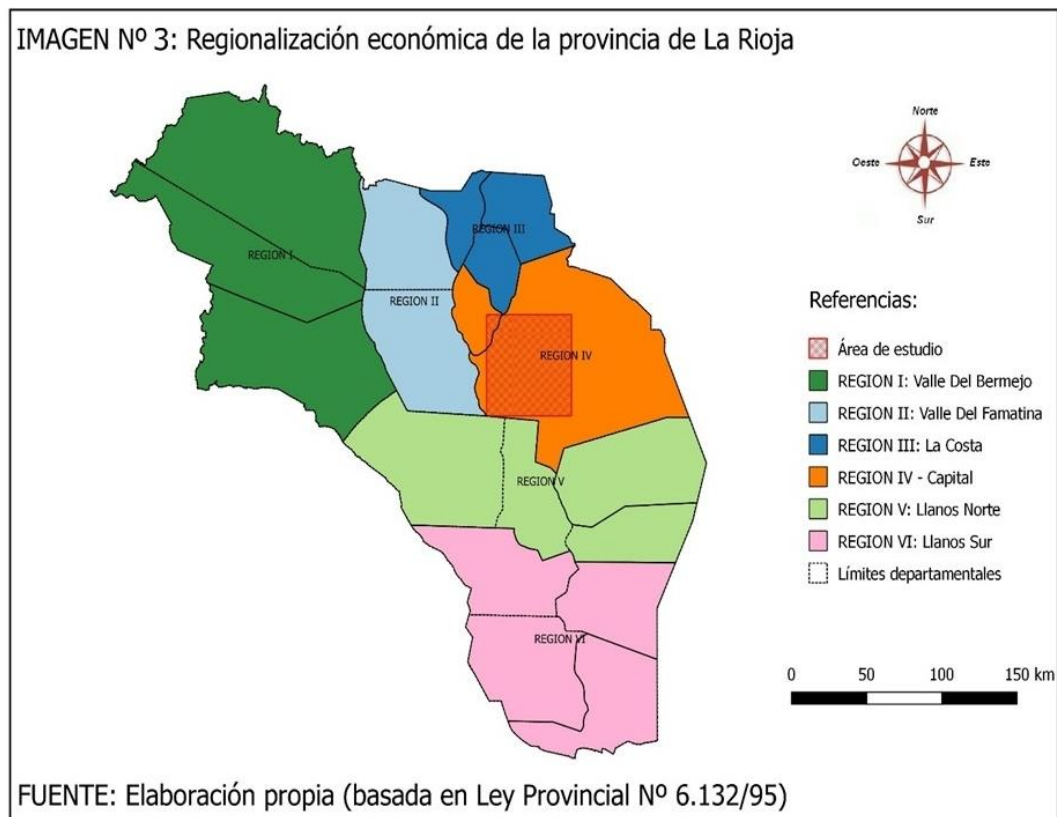 IMAGEN Nº 3: Regionalización económica de la provincia de La Rioja
Norte
Oeste
Este
Sur
REGION III
REGION I
REGION II
REGION IV
REGION V
REGION VI
Referencias:
Área de estudio
REGION I: Valle Del Bermejo
REGION II: Valle Del Famatina
REGION III: La Costa
REGION IV - Capital
REGION V: Llanos Norte
REGION VI: Llanos Sur
Límites departamentales
0 50 100 150 km
FUENTE: Elaboración propia (basada en Ley Provincial Nº 6.132/95)